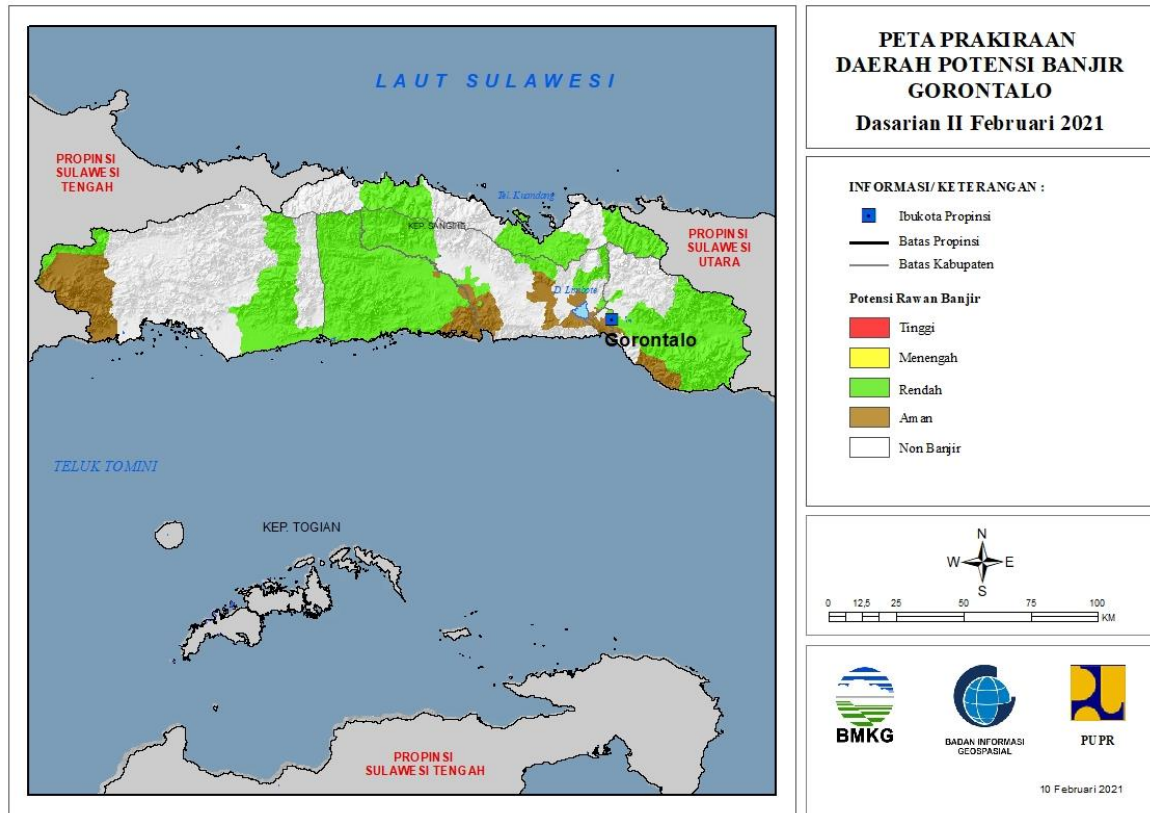 LAUT SULAWESI
PROPINSI
SULAWESI
TENGAH
Tel. Kuandang
KEP. SANGIHE
PROPINSI
SULAWESI
UTARA
D. Limboto
Gorontalo
TELUK TOMINI
KEP. TOGIAN
PROPINSI
SULAWESI TENGAH
PETA PRAKIRAAN
DAERAH POTENSI BANJIR
GORONTALO
Dasarian II Februari 2021
INFORMASI/ KETERANGAN :
Ibukota Propinsi
Batas Propinsi
Batas Kabupaten
Potensi Rawan Banjir
Tinggi
Menengah
Rendah
Aman
Non Banjir
N
W E
S
0 12,5 25 50 75 100
KM
BMKG
BADAN INFORMASI
GEOSPASIAL
PUPR
10 Februari 2021